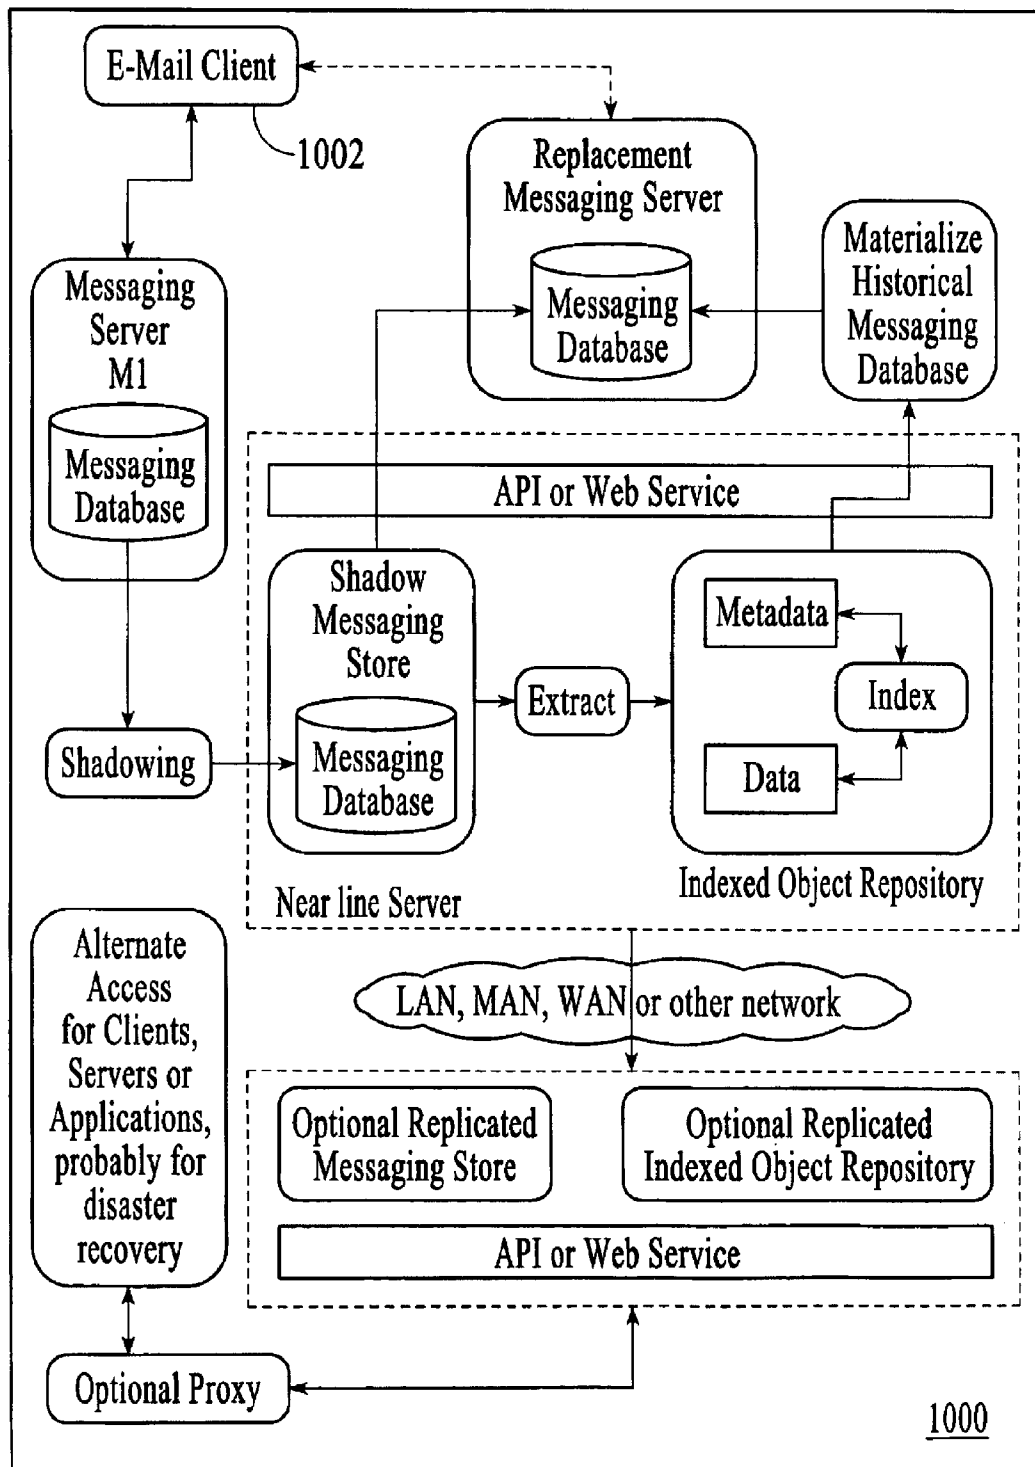 E-Mail Client
1002
Replacement
Messaging Server
Messaging
Database
Materialize
Historical
Messaging
Database
Messaging
Server
M1
Messaging
Database
API or Web Service
Shadow
Messaging
Store
Messaging
Database
Extract
Metadata
Index
Data
Shadowing
Near line Server
Indexed Object Repository
Alternate
Access
for Clients,
Servers or
Applications,
probably for
disaster
recovery
LAN, MAN, WAN or other network
Optional Replicated
Messaging Store
Optional Replicated
Indexed Object Repository
API or Web Service
Optional Proxy
1000